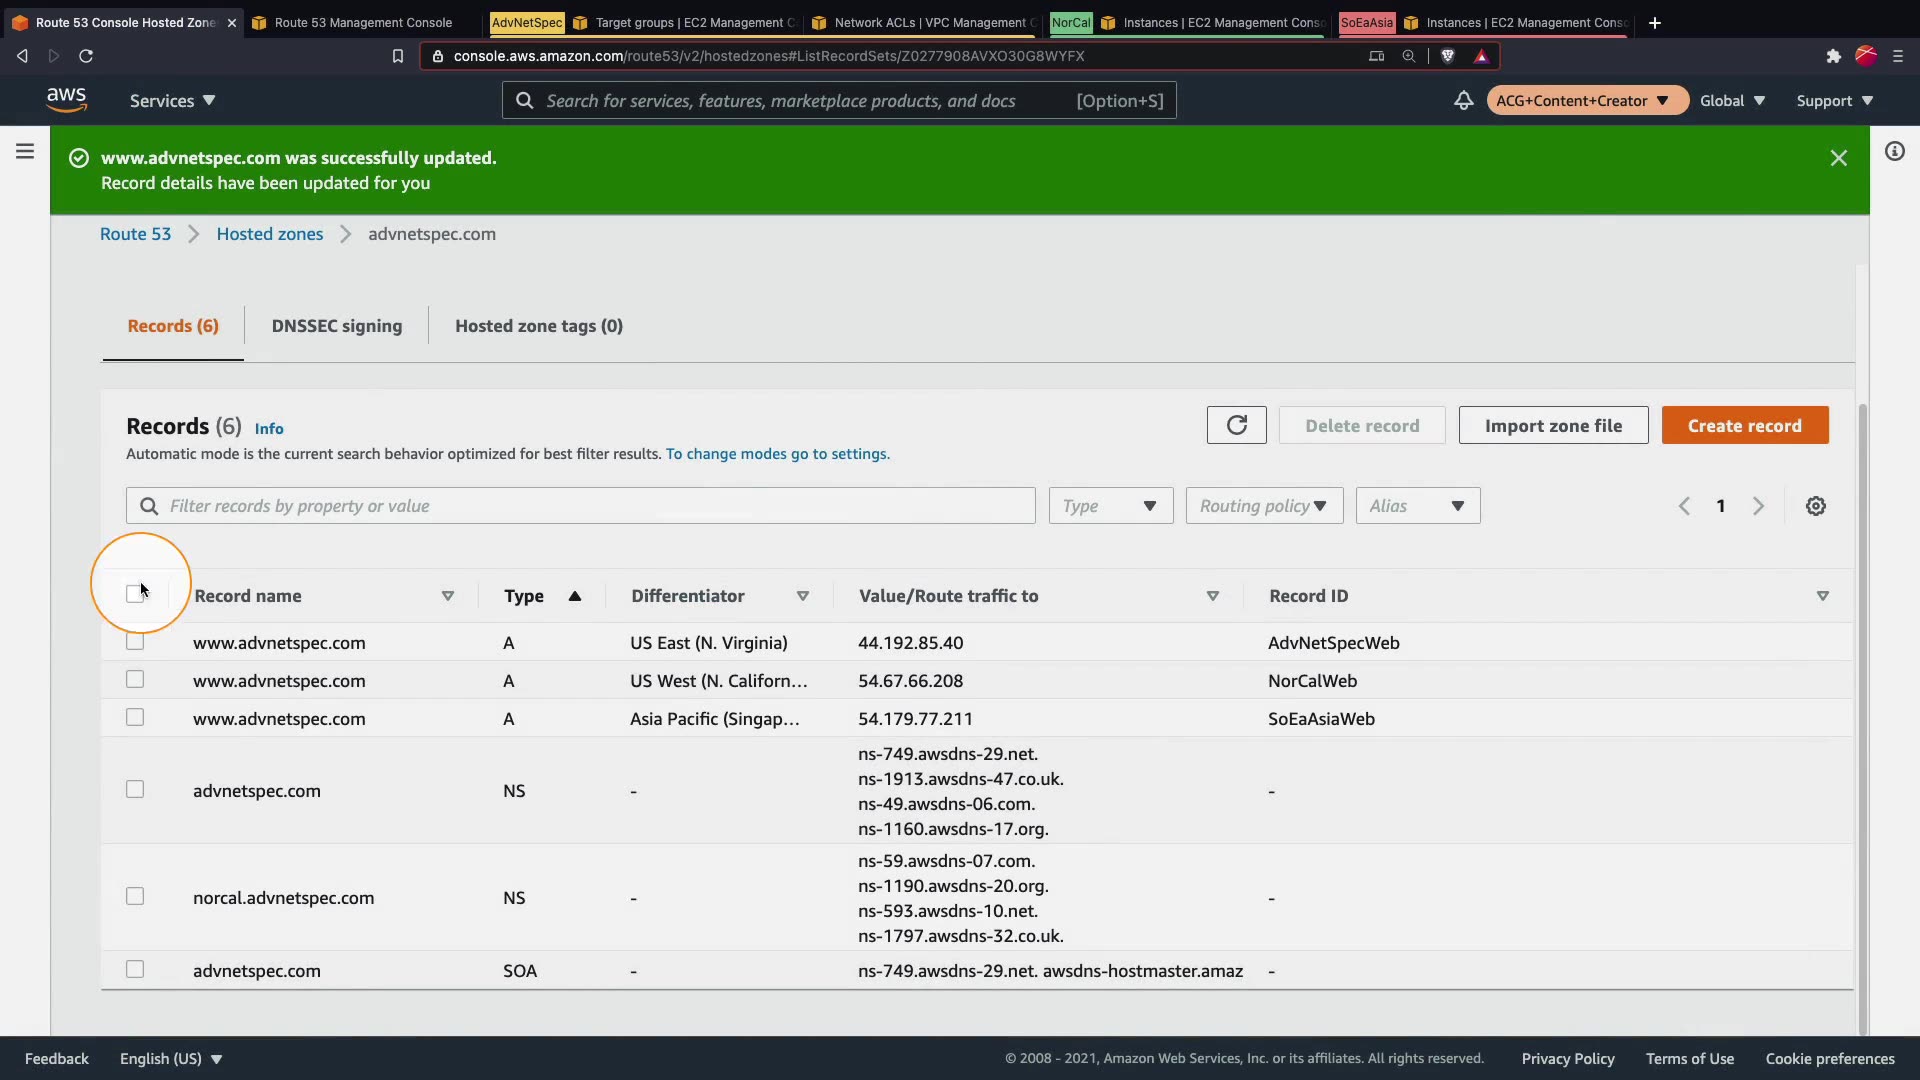 Route 53 Console Hosted Zone
Route 53 Management Console
AdvNetSpec
Target groups | EC2 Management C
Network ACLs | VPC Management C
NorCal
Instances | EC2 Management Conso
SoEaAsia
Instances | EC2 Management Conso
console.aws.amazon.com/route53/v2/hostedzones#ListRecordSets/Z0277908AVXO30G8WYFX
aws
Services
Search for services, features, marketplace products, and docs
[Option+S]
ACG+Content+Creator
Global
Support
www.advnetspec.com was successfully updated.
Record details have been updated for you
Route 53
Hosted zones
advnetspec.com
Records (6)
DNSSEC signing
Hosted zone tags (0)
Records (6) Info
Delete record
Import zone file
Create record
Automatic mode is the current search behavior optimized for best filter results. To change modes go to settings.
Filter records by property or value
Type
Routing policy
Alias
1
Record name
Type
Differentiator
Value/Route traffic to
Record ID
www.advnetspec.com A US East (N. Virginia) 44.192.85.40 AdvNetSpecWeb
www.advnetspec.com A US West (N. Californ... 54.67.66.208 NorCalWeb
www.advnetspec.com A Asia Pacific (Singap... 54.179.77.211 SoEaAsiaWeb
ns-749.awsdns-29.net.
ns-1913.awsdns-47.co.uk.
advnetspec.com NS - -
ns-49.awsdns-06.com.
ns-1160.awsdns-17.org.
ns-59.awsdns-07.com.
ns-1190.awsdns-20.org.
norcal.advnetspec.com NS - -
ns-593.awsdns-10.net.
ns-1797.awsdns-32.co.uk.
advnetspec.com SOA - ns-749.awsdns-29.net. awsdns-hostmaster.amaz -
Feedback
English (US)
© 2008 - 2021, Amazon Web Services, Inc. or its affiliates. All rights reserved.
Privacy Policy
Terms of Use
Cookie preferences